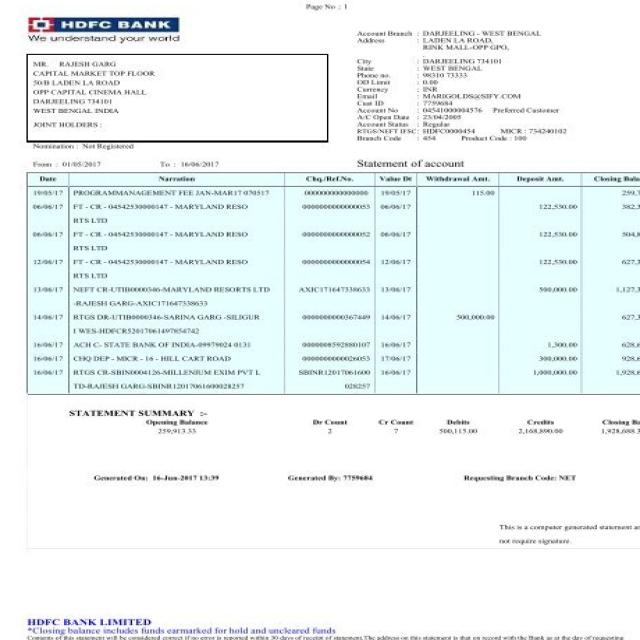 Page No : 1
HDFC BANK
We understand your world
MR. RAJESH GARG
CAPITAL MARKET TOP FLOOR
50/B LADEN LA ROAD
OPP CAPITAL CINEMA HALL
DARJEELING 734101
WEST BENGAL INDIA
JOINT HOLDERS :
Nomination : Not Registered
Account Branch : DARJEELING - WEST BENGAL
Address : LADEN LA ROAD,
RINK MALL-OPP GPO,
City : DARJEELING 734101
State : WEST BENGAL
Phone no. : 98310 73333
OD Limit : 0.00
Currency : INR
Email : MARIGOLDS@SIFY.COM
Cust ID : 7759684
Account No : 04541000004576 Preferred Customer
A/C Open Date : 23/04/2005
Account Status : Regular
RTGS/NEFT IFSC: HDFC0000454 MICR : 734240102
Branch Code : 454 Product Code : 100
From : 01/05/2017 To : 16/06/2017 Statement of account
Date Narration Chq./Ref.No. Value Dt Withdrawal Amt. Deposit Amt. Closing Bala
19/05/17 PROGRAMMANAGEMENT FEE JAN-MAR17 070517 000000000000000 19/05/17 115.00 259,7
06/06/17 FT - CR - 04542530000147 - MARYLAND RESO 0000000000000053 06/06/17 122,530.00 382,3
RTS LTD
06/06/17 FT - CR - 04542530000147 - MARYLAND RESO 0000000000000052 06/06/17 122,530.00 504,8
RTS LTD
12/06/17 FT - CR - 04542530000147 - MARYLAND RESO 0000000000000054 12/06/17 122,530.00 627,3
RTS LTD
13/06/17 NEFT CR-UTIB0000346-MARYLAND RESORTS LTD AXIC171647338633 13/06/17 500,000.00 1,127,3
-RAJESH GARG-AXIC171647338633
14/06/17 RTGS DR-UTIB0000346-SARINA GARG -SILIGUR 0000000000367449 14/06/17 500,000.00 627,3
I WES-HDFCR52017061497854742
16/06/17 ACH C- STATE BANK OF INDIA-09979024 0131 0000008592880107 16/06/17 1,300.00 628,6
16/06/17 CHQ DEP - MICR - 16 - HILL CART ROAD 0000000000026053 17/06/17 300,000.00 928,6
16/06/17 RTGS CR-SBIN0004126-MILLENIUM EXIM PVT L SBINR12017061600 16/06/17 1,000,000.00 1,928,6
TD-RAJESH GARG-SBINR12017061600028257 028257
STATEMENT SUMMARY :-
Opening Balance Dr Count Cr Count Debits Credits Closing Ba
259,913.33 2 7 500,115.00 2,168,890.00 1,928,688.3
Generated On: 16-Jun-2017 13:39 Generated By: 7759684 Requesting Branch Code: NET
This is a computer generated statement an
not require signature.
HDFC BANK LIMITED
*Closing balance includes funds earmarked for hold and uncleared funds
Contents of this statement will be considered correct if no error is reported within 30 days of receipt of statement.The address on this statement is that on record with the Bank as at the day of requesting